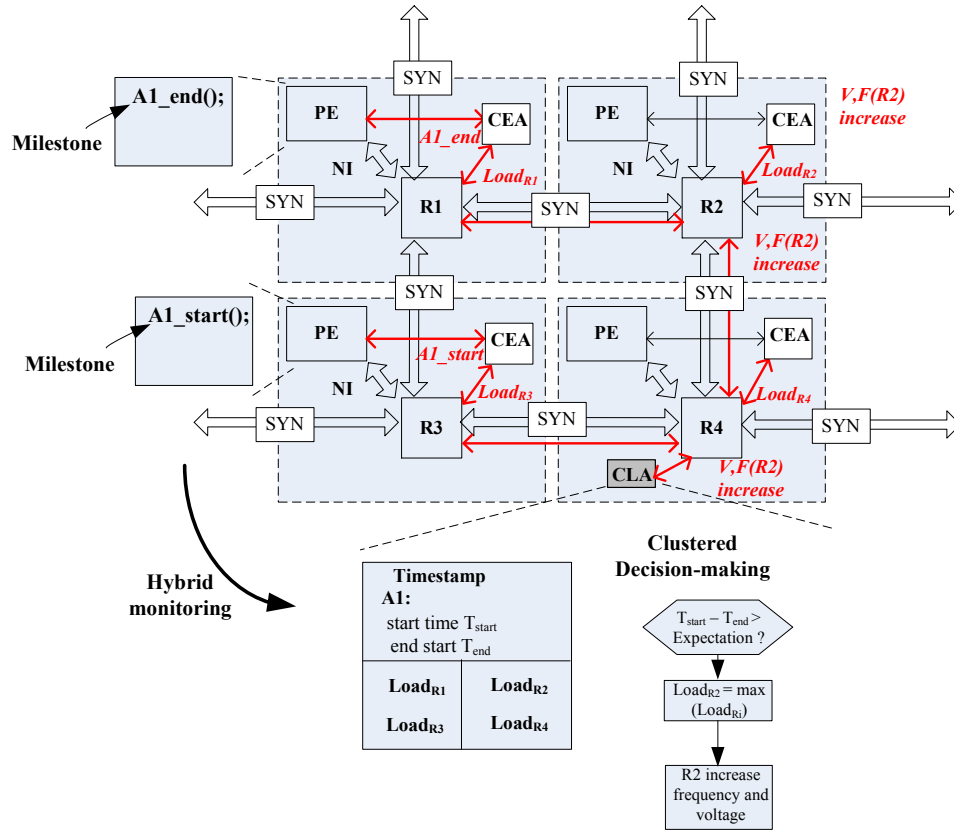 SYN
SYN
A1_end();
Milestone
PE
CEA
A1_end
NI
Load_R1
R1
SYN
SYN
PE
CEA
V,F(R2)
increase
NI
Load_R2
R2
SYN
V,F(R2)
increase
SYN
SYN
A1_start();
Milestone
PE
CEA
A1_start
NI
Load_R3
R3
SYN
SYN
PE
CEA
Load_R4
R4
SYN
CLA
V,F(R2)
increase
Hybrid
monitoring
Timestamp
A1:
start time T_start
end start T_end
Load_R1
Load_R2
Load_R3
Load_R4
Clustered
Decision-making
T_start – T_end >
Expectation ?
Load_R2 = max
(Load_Ri)
R2 increase
frequency and
voltage